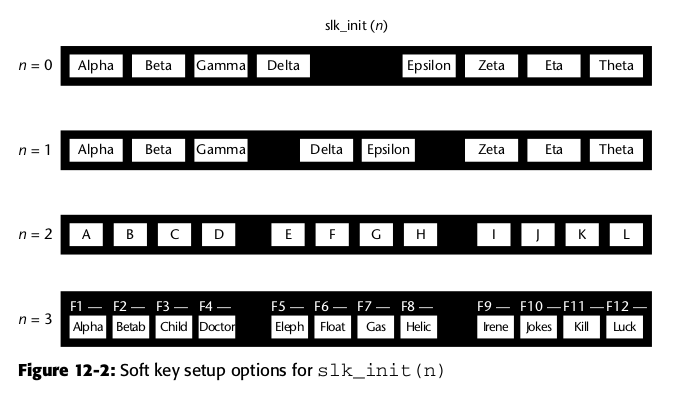 slk_init (n)
n = 0 Alpha Beta Gamma Delta Epsilon Zeta Eta Theta
n = 1 Alpha Beta Gamma Delta Epsilon Zeta Eta Theta
n = 2 A B C D E F G H I J K L
F1 — F2 — F3 — F4 — F5 — F6 — F7 — F8 — F9 — F10 — F11 — F12 —
n = 3 Alpha Betab Child Doctor Eleph Float Gas Helic Irene Jokes Kill Luck
Figure 12-2: Soft key setup options for slk_init(n)